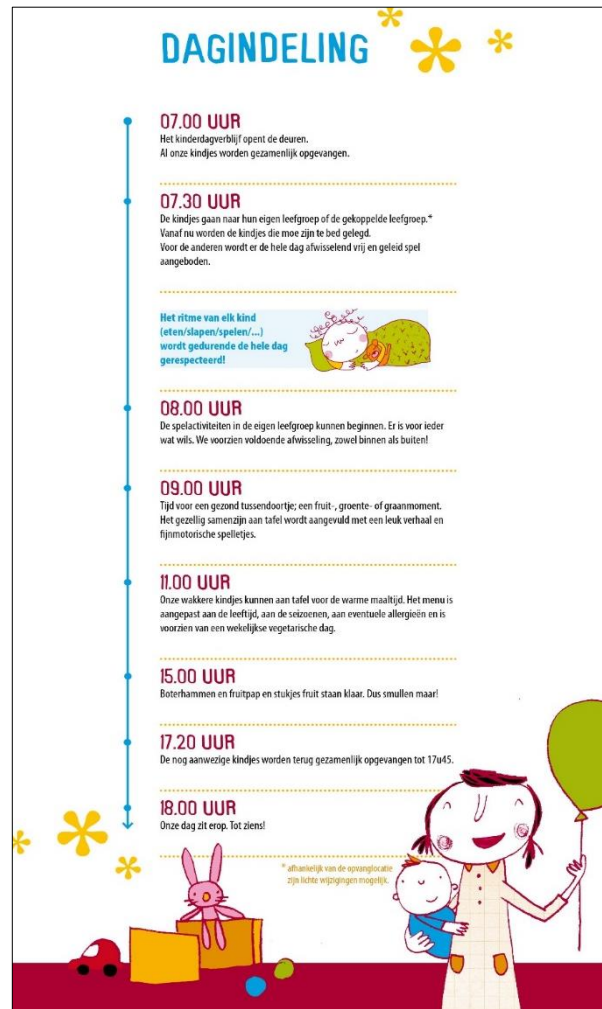 DAGINDELING
07.00 UUR
Het kinderdagverblijf opent de deuren.
Al onze kindjes worden gezamenlijk opgevangen.
07.30 UUR
De kindjes gaan naar hun eigen leefgroep of de gekoppelde leefgroep.*
Vanaf nu worden de kindjes die moe zijn te bed gelegd.
Voor de anderen wordt er de hele dag afwisselend vrij en geleid spel
aangeboden.
Het ritme van elk kind
(eten/slapen/spelen/...)
wordt gedurende de hele dag
gerespecteerd!
08.00 UUR
De spelactiviteiten in de eigen leefgroep kunnen beginnen. Er is voor ieder
wat wils. We voorzien voldoende afwisseling, zowel binnen als buiten!
09.00 UUR
Tijd voor een gezond tussendoortje; een fruit-, groente- of graanmoment.
Het gezellig samenzijn aan tafel wordt aangevuld met een leuk verhaal en
fijnmotorische spelletjes.
11.00 UUR
Onze wakkere kindjes kunnen aan tafel voor de warme maaltijd. Het menu is
aangepast aan de leeftijd, aan de seizoenen, aan eventuele allergieën en is
voorzien van een wekelijkse vegetarische dag.
15.00 UUR
Boterhammen en fruitpap en stukjes fruit staan klaar. Dus smullen maar!
17.20 UUR
De nog aanwezige kindjes worden terug gezamenlijk opgevangen tot 17u45.
18.00 UUR
Onze dag zit erop. Tot ziens!
* afhankelijk van de opvanglocatie
zijn lichte wijzigingen mogelijk.